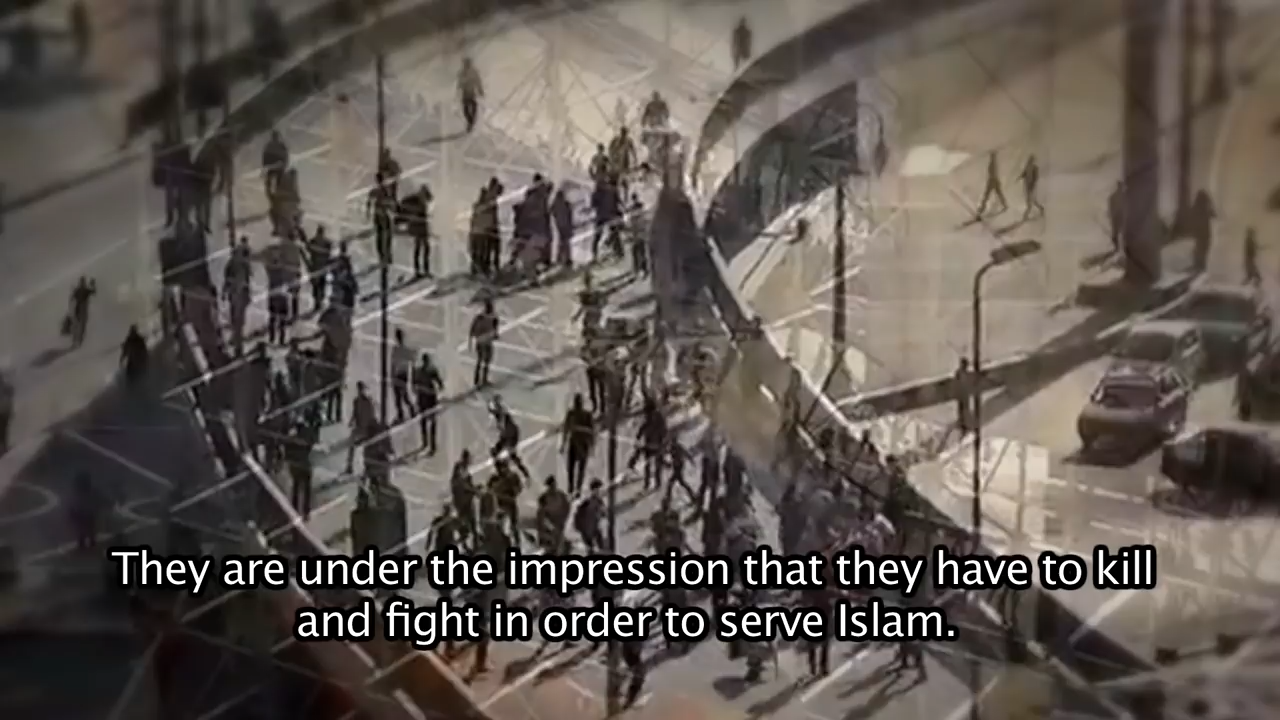 They are under the impression that they have to kill
and fight in order to serve Islam.